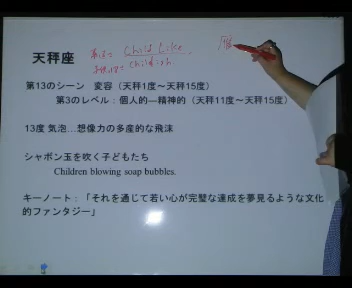 天秤座
Child Like
childish
第13のシーン　変容（天秤1度～天秤15度）
第3のレベル：個人的―精神的（天秤11度～天秤15度）
13度 気泡…想像力の多産的な飛沫
シャボン玉を吹く子どもたち
Children blowing soap bubbles.
キーノート：「それを通じて若い心が完璧な達成を夢見るような文化
的ファンタジー」